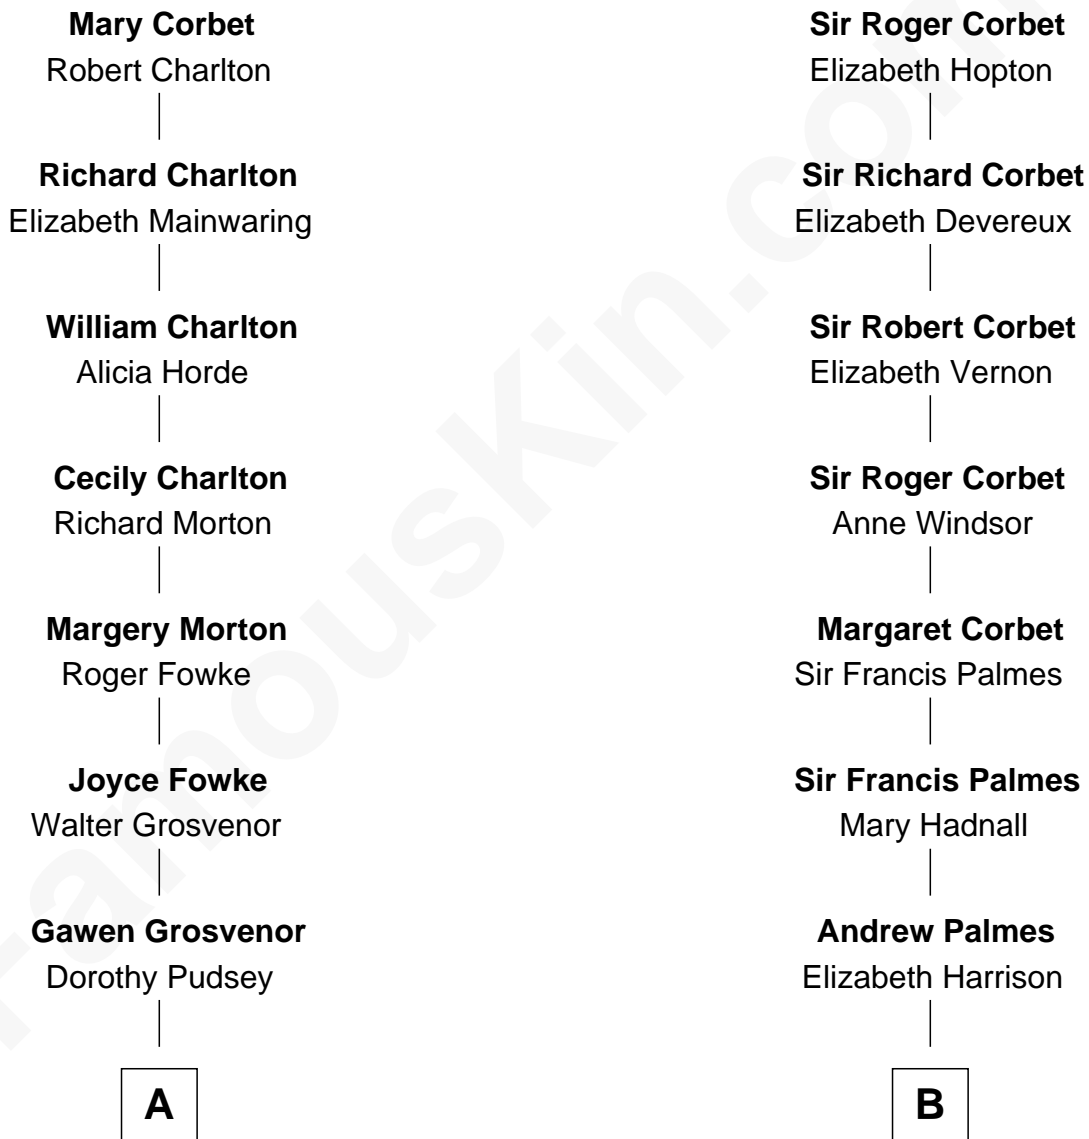 Mary Corbet
Robert Charlton
Richard Charlton
Elizabeth Mainwaring
William Charlton
Alicia Horde
Cecily Charlton
Richard Morton
Margery Morton
Roger Fowke
Joyce Fowke
Walter Grosvenor
Gawen Grosvenor
Dorothy Pudsey
A
Sir Roger Corbet
Elizabeth Hopton
Sir Richard Corbet
Elizabeth Devereux
Sir Robert Corbet
Elizabeth Vernon
Sir Roger Corbet
Anne Windsor
Margaret Corbet
Sir Francis Palmes
Sir Francis Palmes
Mary Hadnall
Andrew Palmes
Elizabeth Harrison
B
FamousKin.com